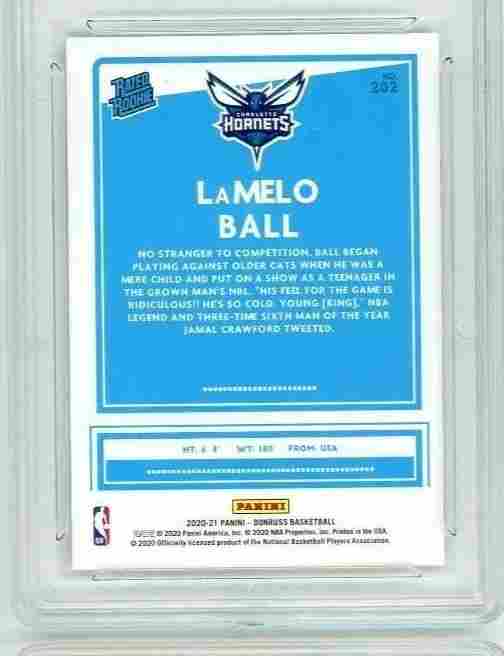 RATED
ROOKIE
NO.
202
CHARLOTTE
HORNETS
LAMELO
BALL
NO STRANGER TO COMPETITION, BALL BEGAN
PLAYING AGAINST OLDER CATS WHEN HE WAS A
MERE CHILD AND PUT ON A SHOW AS A TEENAGER IN
THE GROWN MAN'S NBL. "HIS FEEL FOR THE GAME IS
RIDICULOUS!! HE'S SO COLD. YOUNG [KING]," NBA
LEGEND AND THREE-TIME SIXTH MAN OF THE YEAR
JAMAL CRAWFORD TWEETED.
HT: 6' 8" WT: 180 FROM: USA
PANINI
2020-21 PANINI - DONRUSS BASKETBALL
© 2020 Panini America, Inc. © 2020 NBA Properties, Inc. Printed in the USA.
© 2020 Officially licensed product of the National Basketball Players Association.